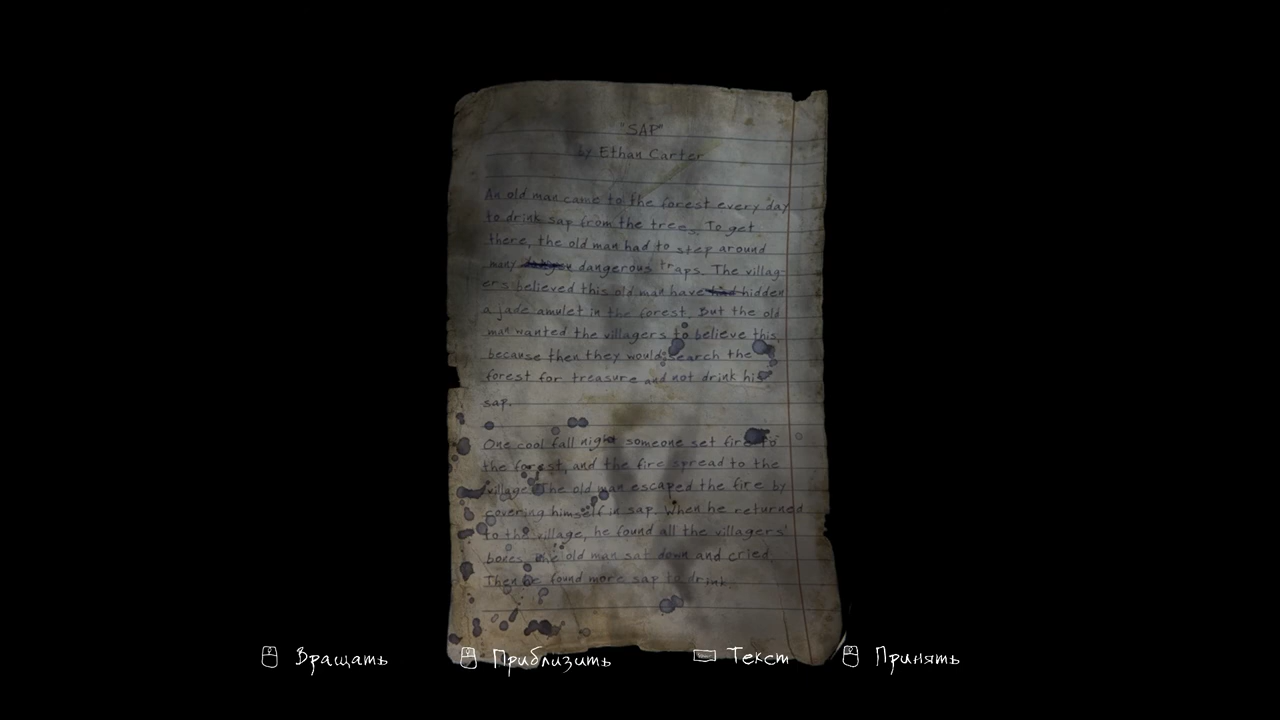 "SAP"
by Ethan Carter
An old man came to the forest every day
to drink sap from the trees. To get
there, the old man had to step around
many dangerous traps. The villag-
ers believed this old man have had hidden
a jade amulet in the forest. But the old
man wanted the villagers to believe this,
because then they would search the
forest for treasure and not drink his
sap.
One cool fall night someone set fire to
the forest, and the fire spread to the
village. The old man escaped the fire by
covering himself in sap. When he returned
to the village, he found all the villagers'
bones. The old man sat down and cried.
Then he found more sap to drink.
Вращать Приблизить Текст Принять